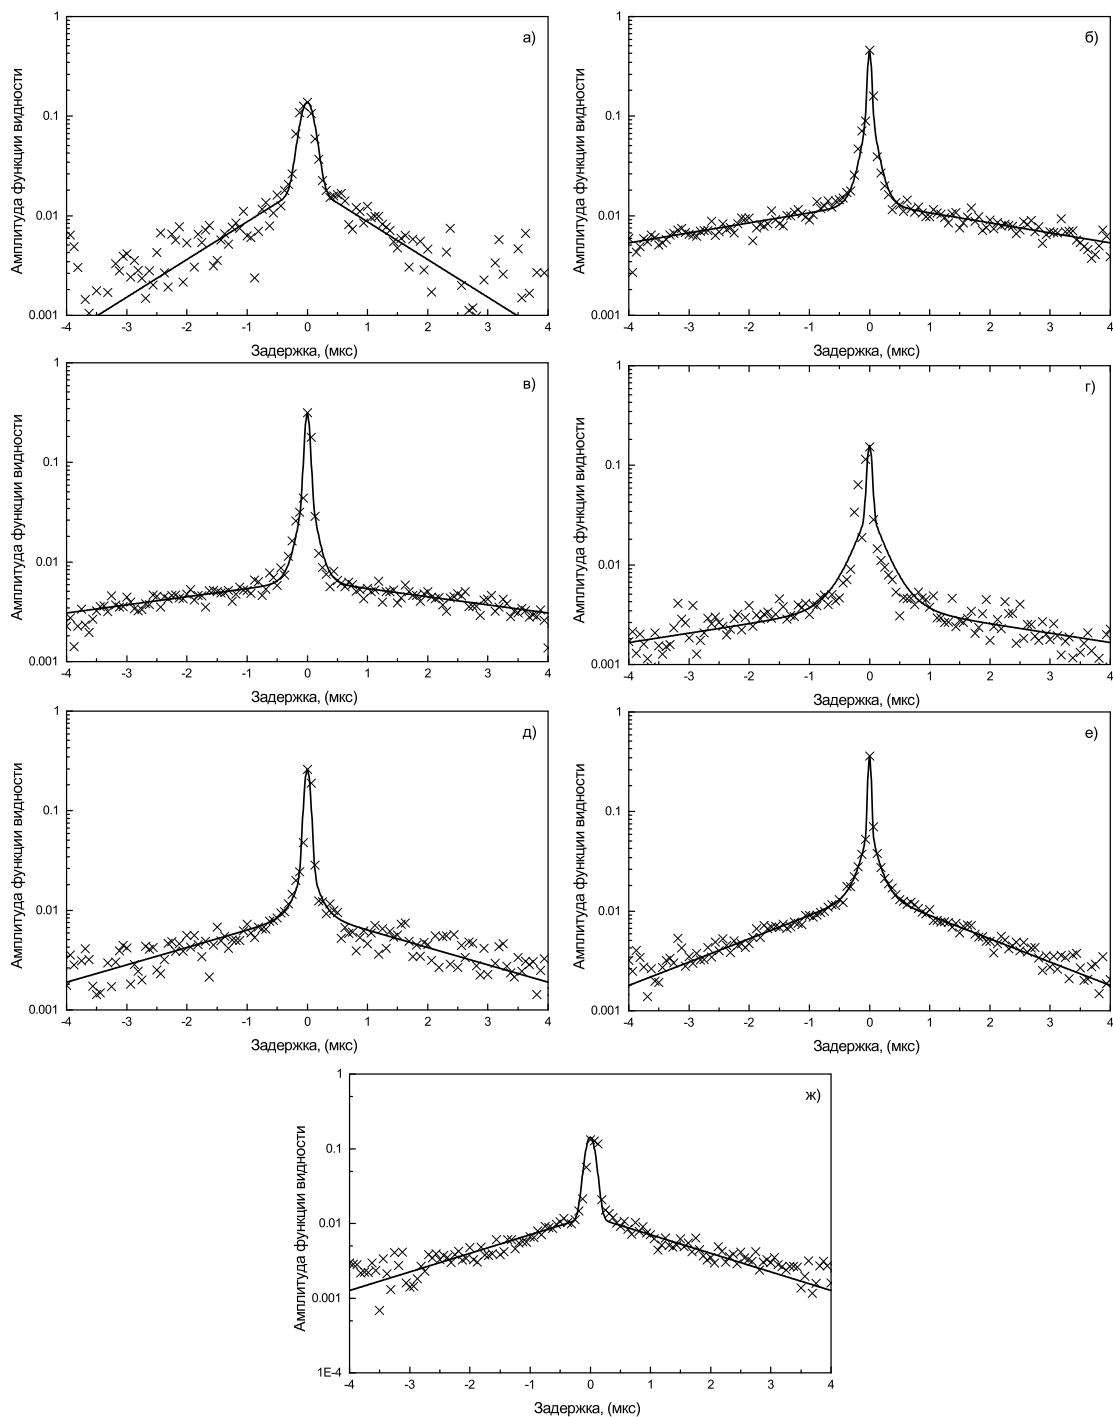 а)
Амплитуда функции видности
1
0.1
0.01
0.001
-4 -3 -2 -1 0 1 2 3 4
Задержка, (мкс)
б)
Амплитуда функции видности
1
0.1
0.01
0.001
-4 -3 -2 -1 0 1 2 3 4
Задержка, (мкс)
в)
Амплитуда функции видности
1
0.1
0.01
0.001
-4 -3 -2 -1 0 1 2 3 4
Задержка, (мкс)
г)
Амплитуда функции видности
1
0.1
0.01
0.001
-4 -3 -2 -1 0 1 2 3 4
Задержка, (мкс)
д)
Амплитуда функции видности
1
0.1
0.01
0.001
-4 -3 -2 -1 0 1 2 3 4
Задержка, (мкс)
е)
Амплитуда функции видности
1
0.1
0.01
0.001
-4 -3 -2 -1 0 1 2 3 4
Задержка, (мкс)
ж)
Амплитуда функции видности
1
0.1
0.01
0.001
1E-4
-4 -3 -2 -1 0 1 2 3 4
Задержка, (мкс)